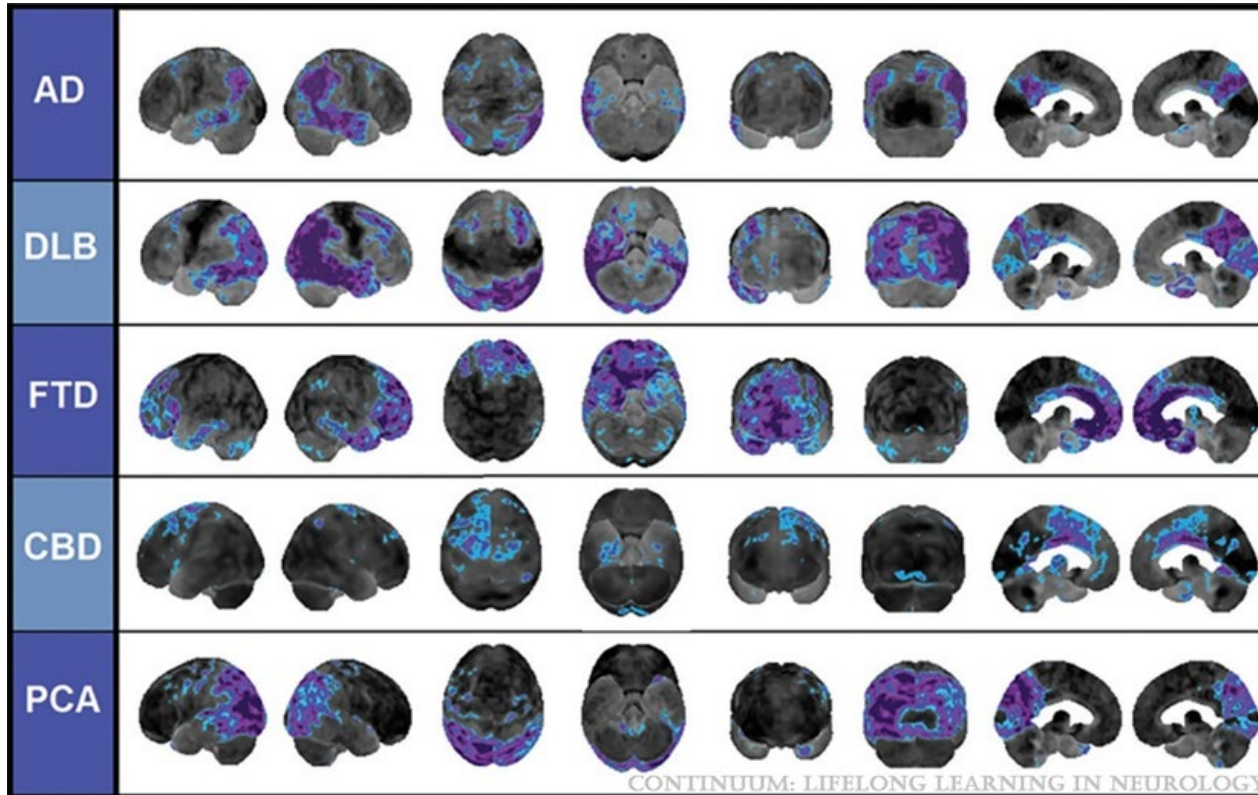 AD
DLB
FTD
CBD
PCA
CONTINUUM: LIFELONG LEARNING IN NEUROLOGY